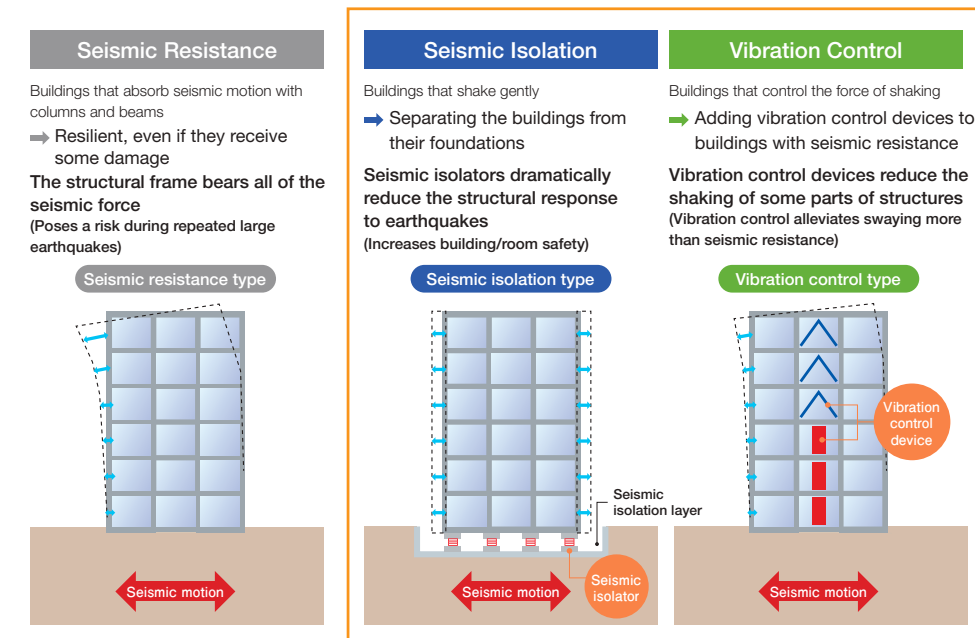 Seismic Resistance
Buildings that absorb seismic motion with
columns and beams
Resilient, even if they receive
some damage
The structural frame bears all of the
seismic force
(Poses a risk during repeated large
earthquakes)
Seismic resistance type
Seismic motion
Seismic Isolation
Buildings that shake gently
Separating the buildings from
their foundations
Seismic isolators dramatically
reduce the structural response
to earthquakes
(Increases building/room safety)
Seismic isolation type
Seismic
isolation layer
Seismic motion
Seismic
isolator
Vibration Control
Buildings that control the force of shaking
Adding vibration control devices to
buildings with seismic resistance
Vibration control devices reduce the
shaking of some parts of structures
(Vibration control alleviates swaying more
than seismic resistance)
Vibration control type
Vibration
control
device
Seismic motion